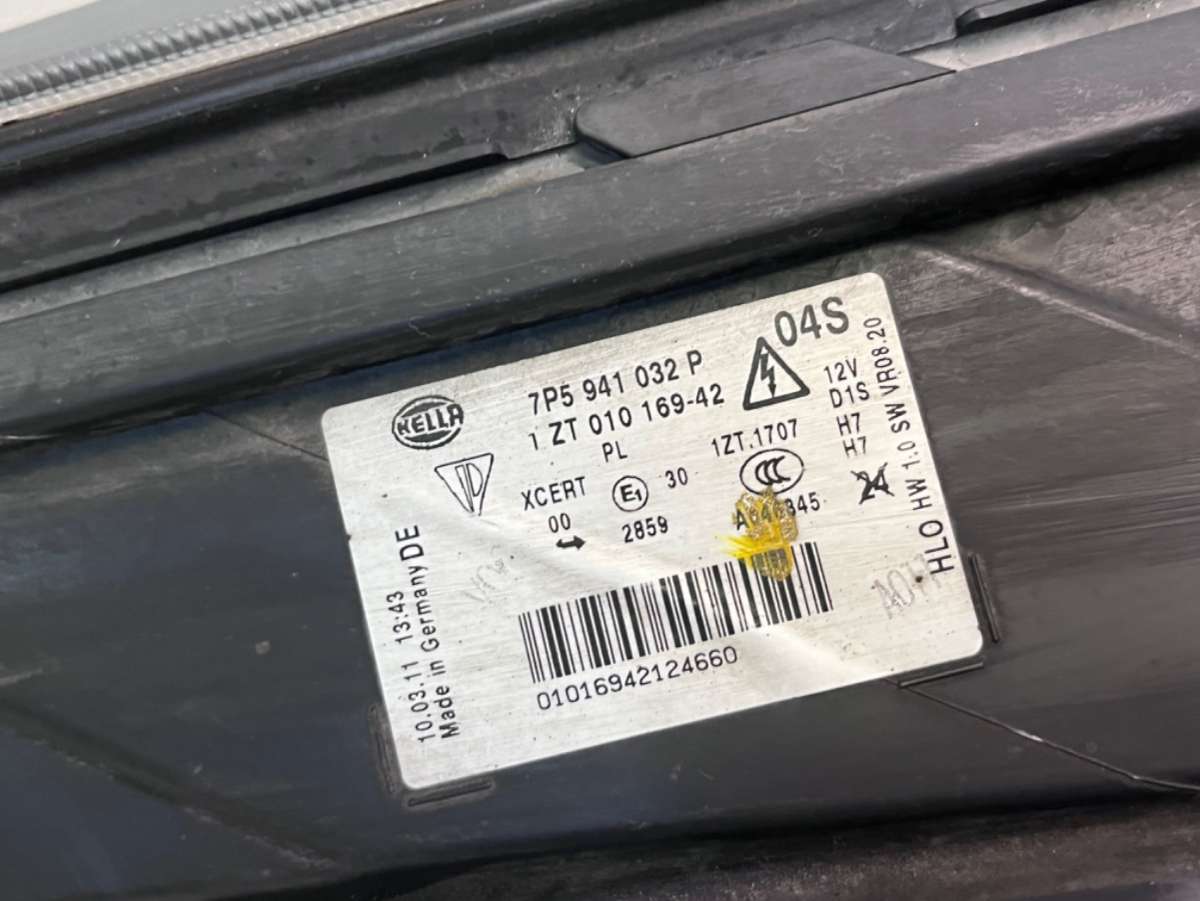 HELLA
7P5 941 032 P
1 ZT 010 169-42
PL
04S
12V
D1S
H7
H7
24
1ZT.1707
XCERT
E1
30
CCC
00
2859
01016942124660
10.03.11 13:43
Made in Germany DE
HLO HW 1.0 SW VR08.20